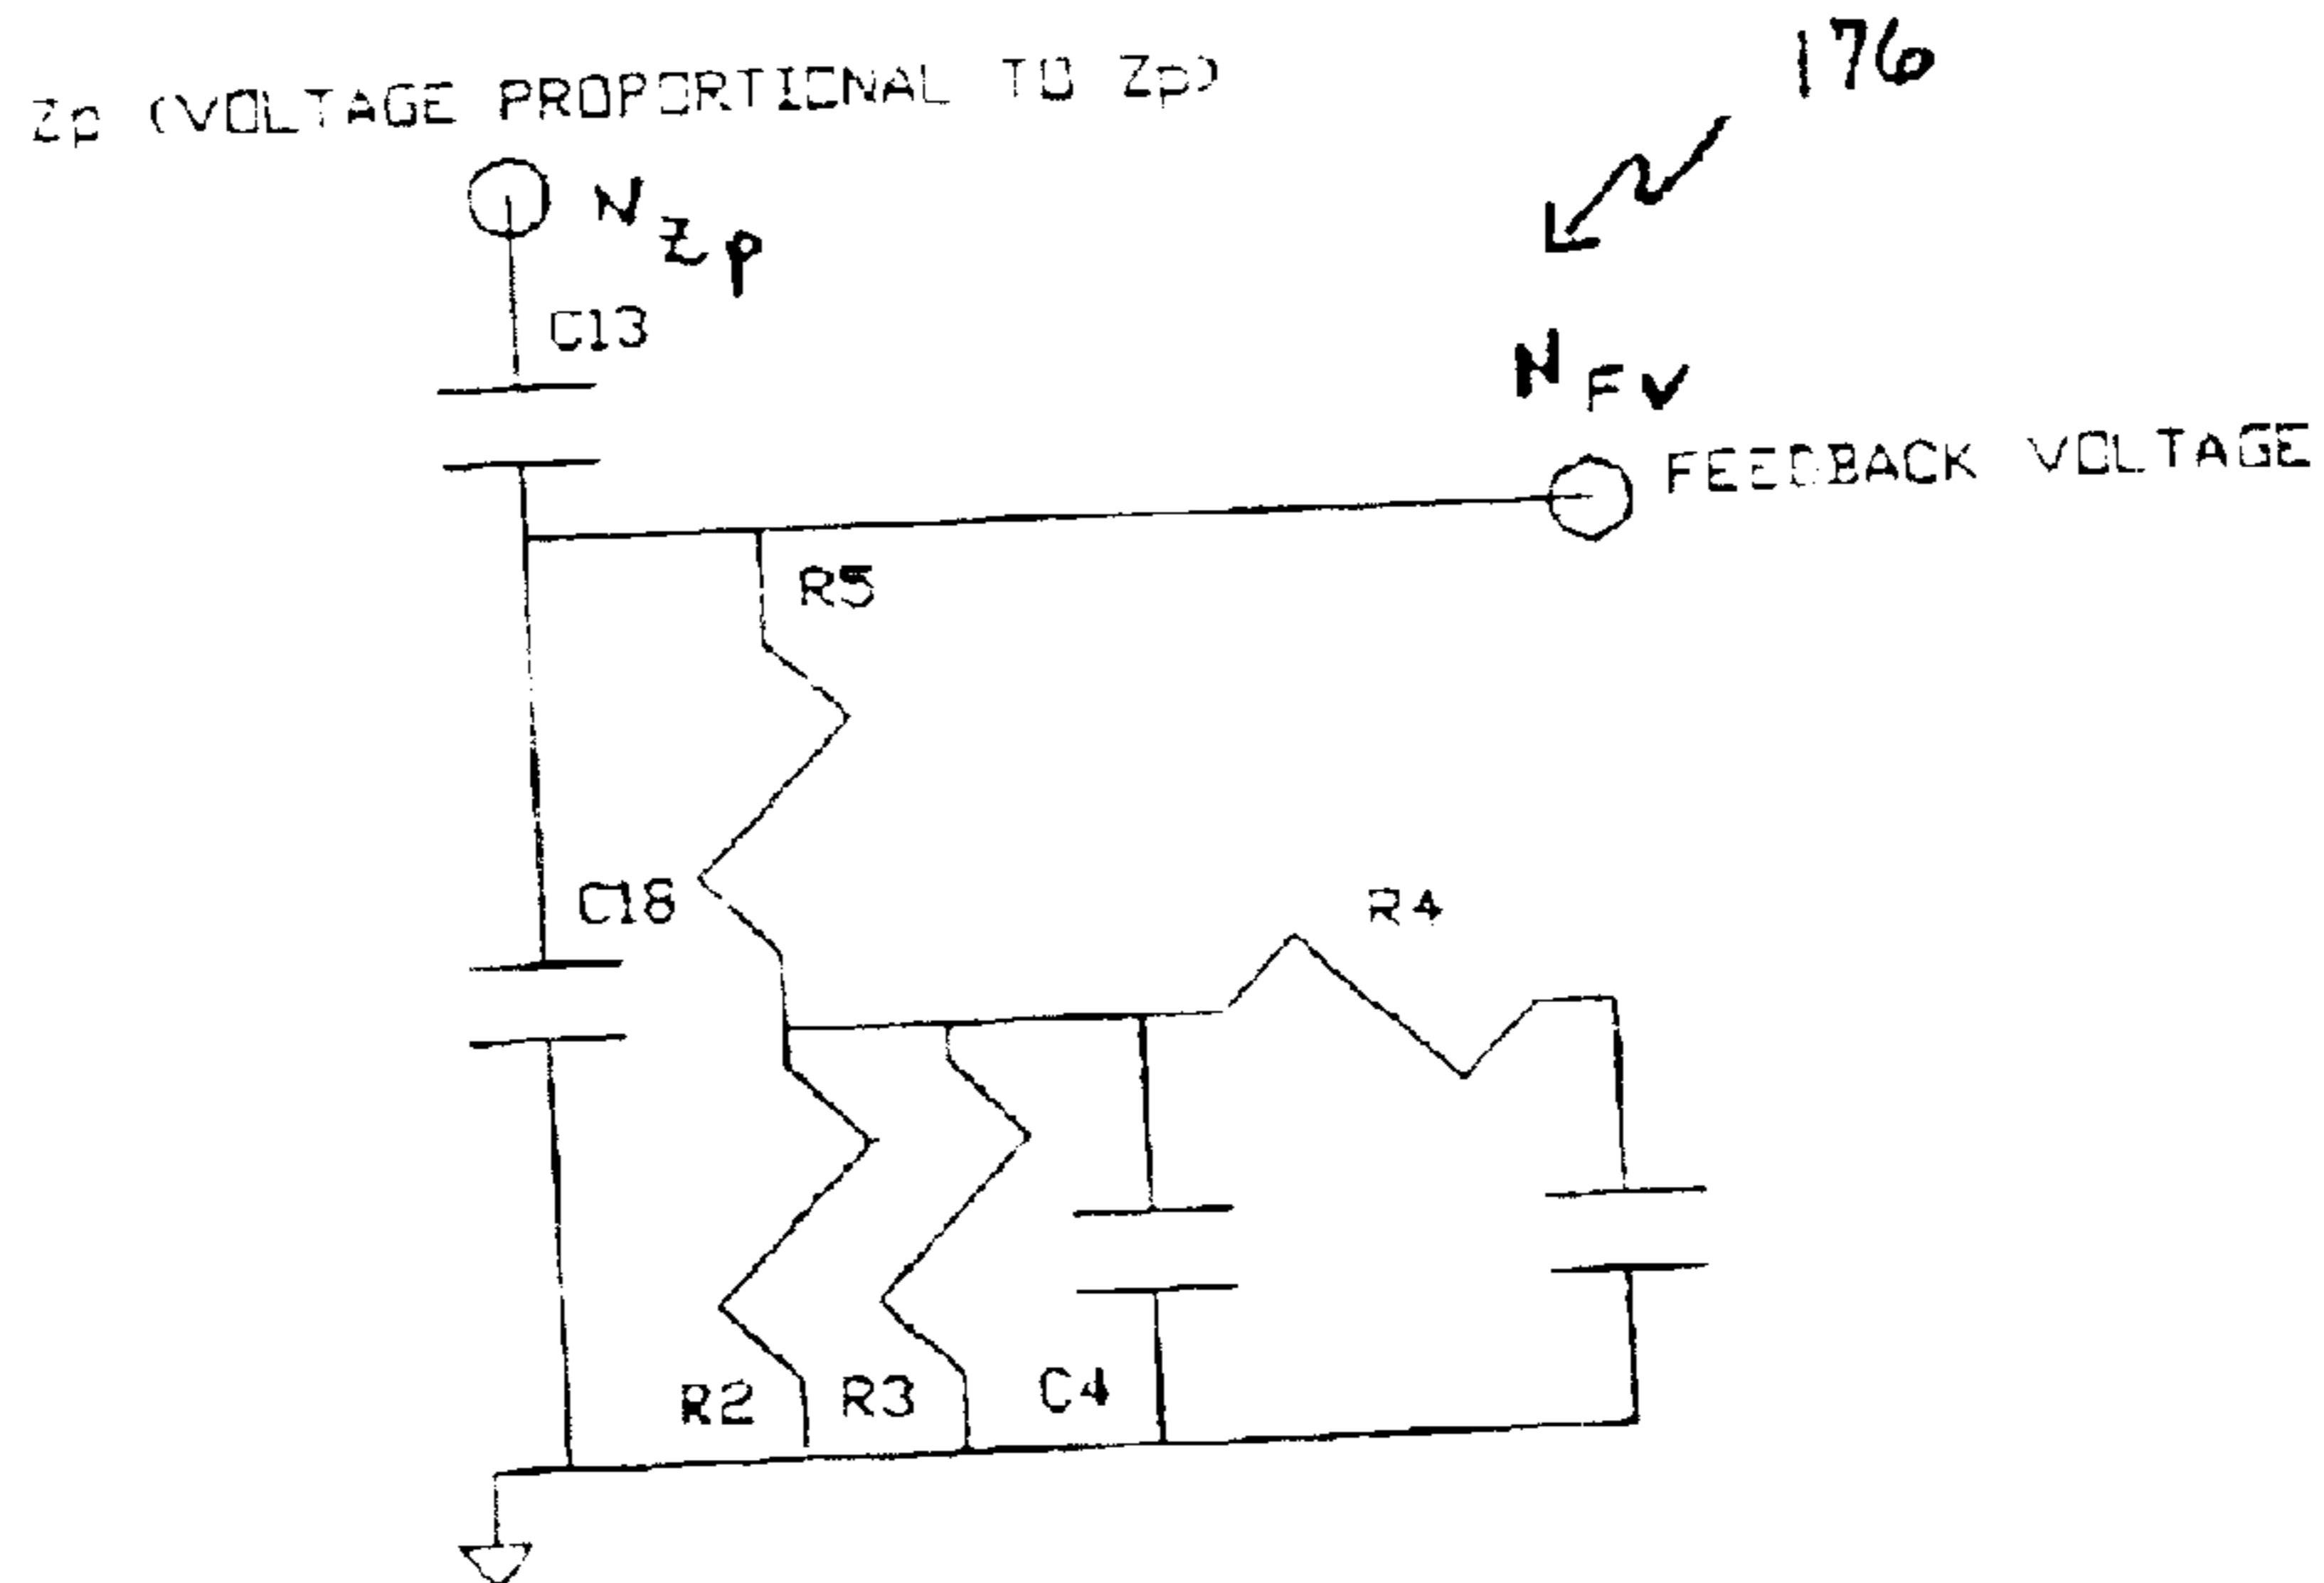 Zp (VOLTAGE PROPORTIONAL TO Zp)
176
N Zp
C13
N FV
FEEDBACK VOLTAGE
R5
C18
R4
R2
R3
C4